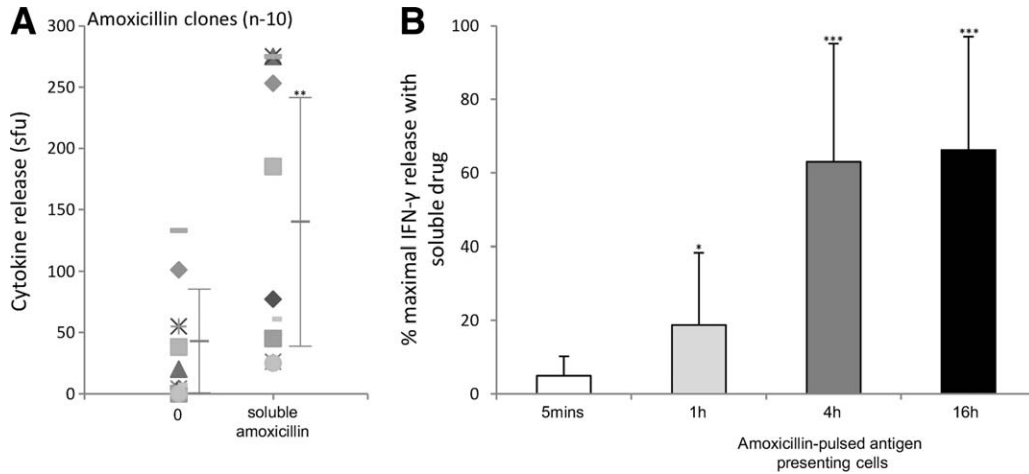 A
Amoxicillin clones (n-10)
Cytokine release (sfu)
300
250
200
150
100
50
0
**
0
soluble
amoxicillin
B
% maximal IFN-γ release with
soluble drug
100
80
60
40
20
0
*
***
***
5mins
1h
4h
16h
Amoxicillin-pulsed antigen
presenting cells